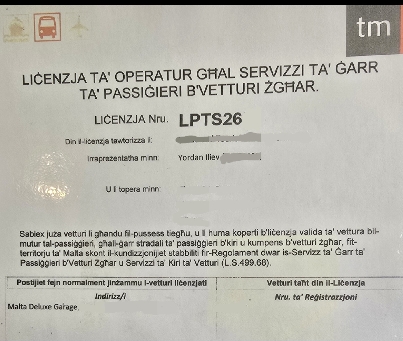 tm
LIĊENZJA TA' OPERATUR GĦAL SERVIZZI TA' ĠARR
TA' PASSIĠĠIERI B'VETTURI ŻGĦAR.
LIĊENZJA Nru. LPTS26
Din il-liċenzja tawtorizza li:
Irrapreżentatha minn: Yordan Iliev
U li topera minn:
Sabiex juża vetturi li għandu fil-pussess tiegħu, u li huma koperti b'liċenzja valida ta' vettura bil-
mutur tal-passiġġieri, għall-ġarr stradali ta' passiġġieri b'kiri u kumpens b'vetturi żgħar, fit-
territorju ta' Malta skont il-kundizzjonijiet stabbiliti fir-Regolament dwar is-Servizz ta' Ġarr ta'
Passiġġieri b'Vetturi Żgħar u Servizzi ta' Kiri ta' Vetturi (L.S.499.68).
Postijiet fejn normalment jinżammu l-vetturi liċenzjati
Vetturi taħt din il-Liċenzja
Indirizz/i
Nru. ta' Reġistrazzjoni
Malta Deluxe Garage,